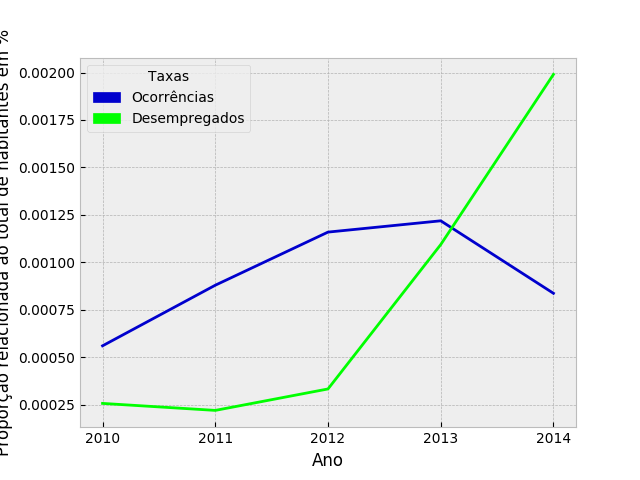 Proporção relacionada ao total de habitantes em %
0.00200
0.00175
0.00150
0.00125
0.00100
0.00075
0.00050
0.00025
Taxas
Ocorrências
Desempregados
2010 2011 2012 2013 2014
Ano